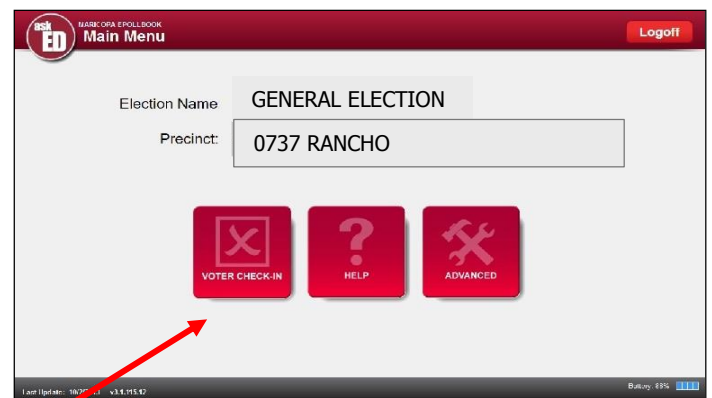 ask
ED
MARICOPA EPOLLBOOK
Main Menu
Logoff
Election Name GENERAL ELECTION
Precinct: 0737 RANCHO
VOTER CHECK-IN
HELP
ADVANCED
Last Update: v3.1.115.12
Battery: 88%